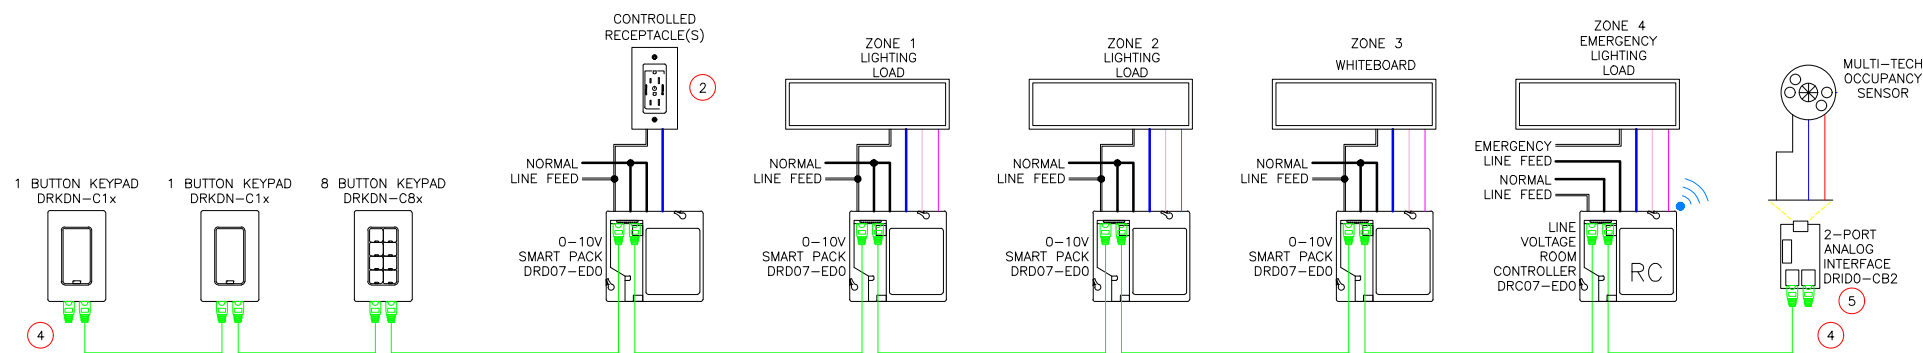 1 BUTTON KEYPAD
DRKDN-C1x
4
1 BUTTON KEYPAD
DRKDN-C1x
8 BUTTON KEYPAD
DRKDN-C8x
CONTROLLED
RECEPTACLE(S)
2
NORMAL
LINE FEED
0-10V
SMART PACK
DRD07-ED0
ZONE 1
LIGHTING
LOAD
NORMAL
LINE FEED
0-10V
SMART PACK
DRD07-ED0
ZONE 2
LIGHTING
LOAD
NORMAL
LINE FEED
0-10V
SMART PACK
DRD07-ED0
ZONE 3
WHITEBOARD
NORMAL
LINE FEED
0-10V
SMART PACK
DRD07-ED0
ZONE 4
EMERGENCY
LIGHTING
LOAD
EMERGENCY
LINE FEED
NORMAL
LINE FEED
LINE
VOLTAGE
ROOM
CONTROLLER
DRC07-ED0
RC
MULTI-TECH
OCCUPANCY
SENSOR
2-PORT
ANALOG
INTERFACE
DRID0-CB2
5
4